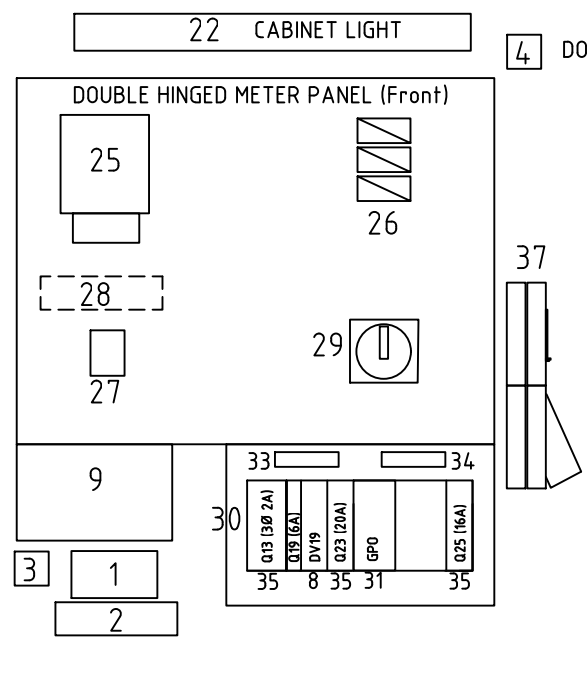 22 CABINET LIGHT
4 DO
DOUBLE HINGED METER PANEL (Front)
25
26
37
28
29
27
33
34
9
30
Q13 (3Ø 2A)
Q19 (6A)
DV19
Q23 (20A)
GPO
Q25 (16A)
35
8
35
31
35
3
1
2